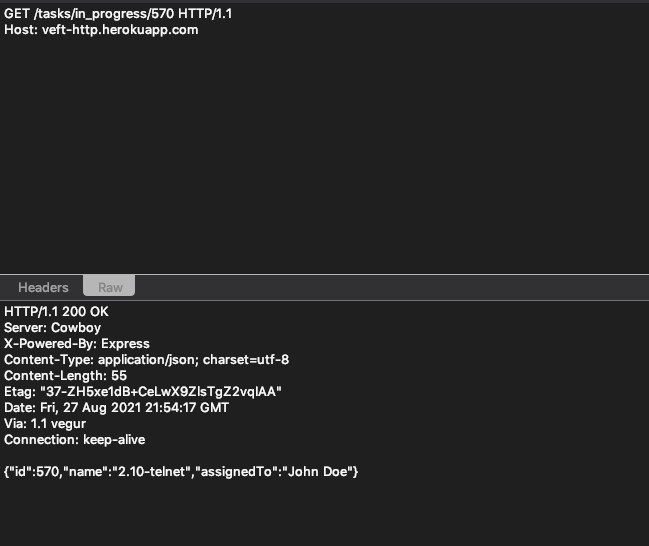 GET /tasks/in_progress/570 HTTP/1.1
Host: veft-http.herokuapp.com
Headers Raw
HTTP/1.1 200 OK
Server: Cowboy
X-Powered-By: Express
Content-Type: application/json; charset=utf-8
Content-Length: 55
Etag: "37-ZH5xe1dB+CeLwX9ZlsTgZ2vqlAA"
Date: Fri, 27 Aug 2021 21:54:17 GMT
Via: 1.1 vegur
Connection: keep-alive
{"id":570,"name":"2.10-telnet","assignedTo":"John Doe"}